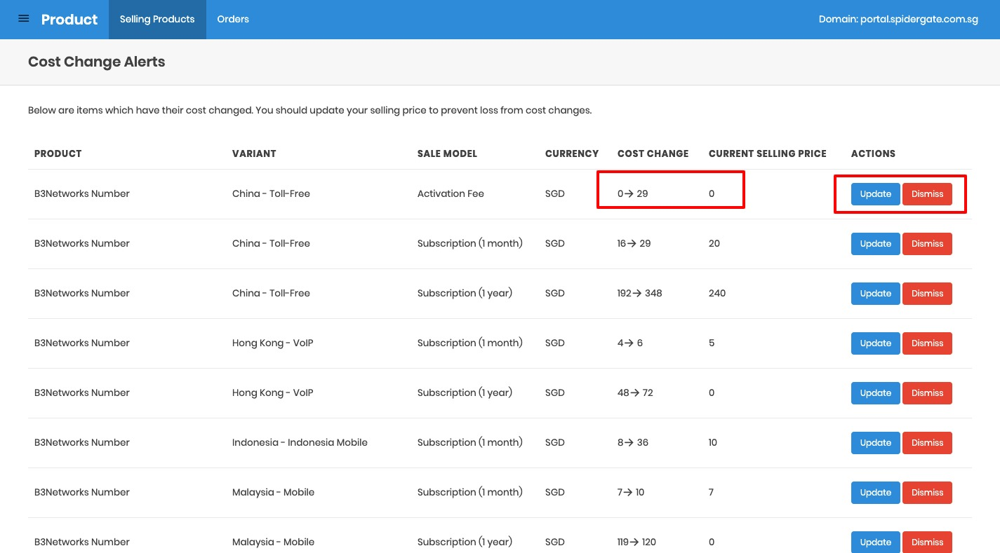 Product Selling Products Orders Domain: portal.spidergate.com.sg
Cost Change Alerts
Below are items which have their cost changed. You should update your selling price to prevent loss from cost changes.
PRODUCT VARIANT SALE MODEL CURRENCY COST CHANGE CURRENT SELLING PRICE ACTIONS
B3Networks Number China - Toll-Free Activation Fee SGD 0→ 29 0 Update Dismiss
B3Networks Number China - Toll-Free Subscription (1 month) SGD 16→ 29 20 Update Dismiss
B3Networks Number China - Toll-Free Subscription (1 year) SGD 192→ 348 240 Update Dismiss
B3Networks Number Hong Kong - VoIP Subscription (1 month) SGD 4→ 6 5 Update Dismiss
B3Networks Number Hong Kong - VoIP Subscription (1 year) SGD 48→ 72 0 Update Dismiss
B3Networks Number Indonesia - Indonesia Mobile Subscription (1 month) SGD 8→ 36 10 Update Dismiss
B3Networks Number Malaysia - Mobile Subscription (1 month) SGD 7→ 10 7 Update Dismiss
B3Networks Number Malaysia - Mobile Subscription (1 year) SGD 119→ 120 0 Update Dismiss